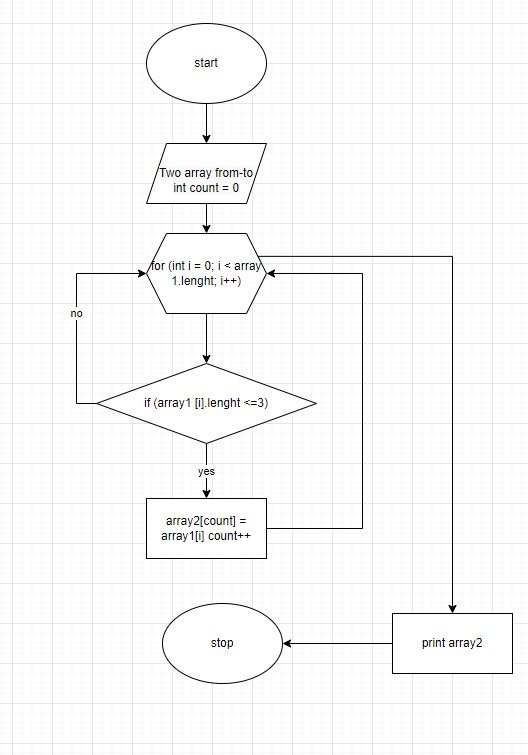 start
Two array from-to
int count = 0
for (int i = 0; i < array
1.lenght; i++)
no
if (array1 [i].lenght <=3)
yes
array2[count] =
array1[i] count++
stop
print array2